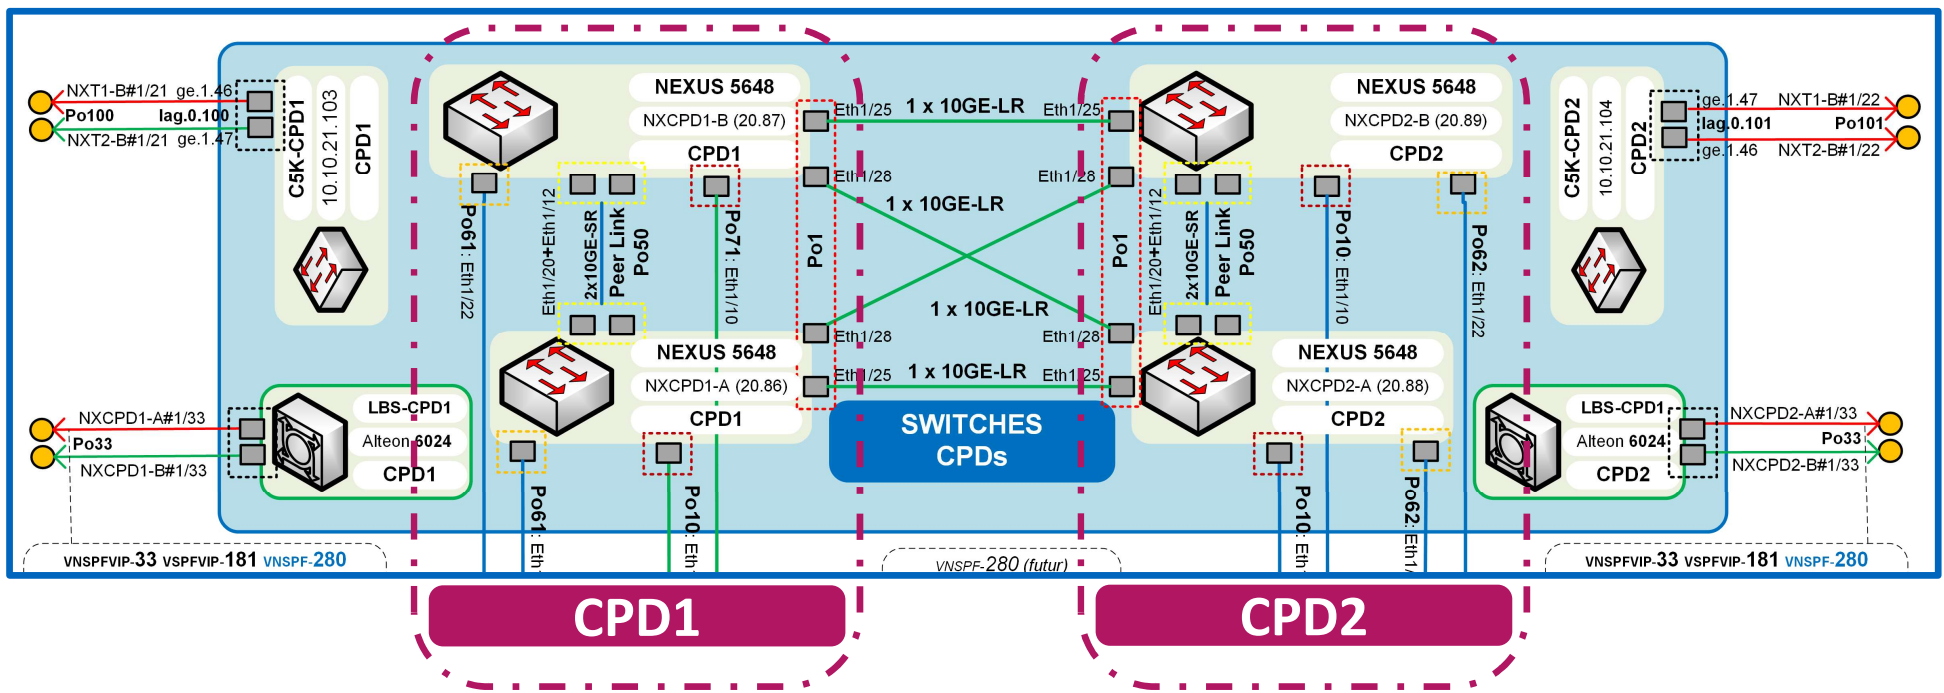 NXT1-B#1/21 ge.1.46
Po100 lag.0.100
NXT2-B#1/21 ge.1.47
C5K-CPD1
10.10.21.103
CPD1
NEXUS 5648
NXCPD1-B (20.87)
CPD1
Eth1/25
1 x 10GE-LR
Eth1/25
Eth1/28
1 x 10GE-LR
Eth1/28
Po1
Po1
1 x 10GE-LR
Eth1/28
Eth1/28
Eth1/25
1 x 10GE-LR
Eth1/25
NEXUS 5648
NXCPD2-B (20.89)
CPD2
C5K-CPD2
10.10.21.104
CPD2
ge.1.47 NXT1-B#1/22
lag.0.101 Po101
ge.1.46 NXT2-B#1/22
Po61: Eth1/22
Eth1/20+Eth1/12
2x10GE-SR
Peer Link
Po50
Po71: Eth1/10
Eth1/20+Eth1/12
2x10GE-SR
Peer Link
Po50
Po10: Eth1/10
Po62: Eth1/22
NEXUS 5648
NXCPD1-A (20.86)
CPD1
NEXUS 5648
NXCPD2-A (20.88)
CPD2
SWITCHES
CPDs
NXCPD1-A#1/33
Po33
NXCPD1-B#1/33
LBS-CPD1
Alteon 6024
CPD1
LBS-CPD1
Alteon 6024
CPD2
NXCPD2-A#1/33
Po33
NXCPD2-B#1/33
Po61: Eth
Po10: Eth1
Po10: Eth1
Po62: Eth1/
VNSPFVIP-33 VSPFVIP-181 VNSPF-280
VNSPF-280 (futur)
VNSPFVIP-33 VSPFVIP-181 VNSPF-280
CPD1
CPD2